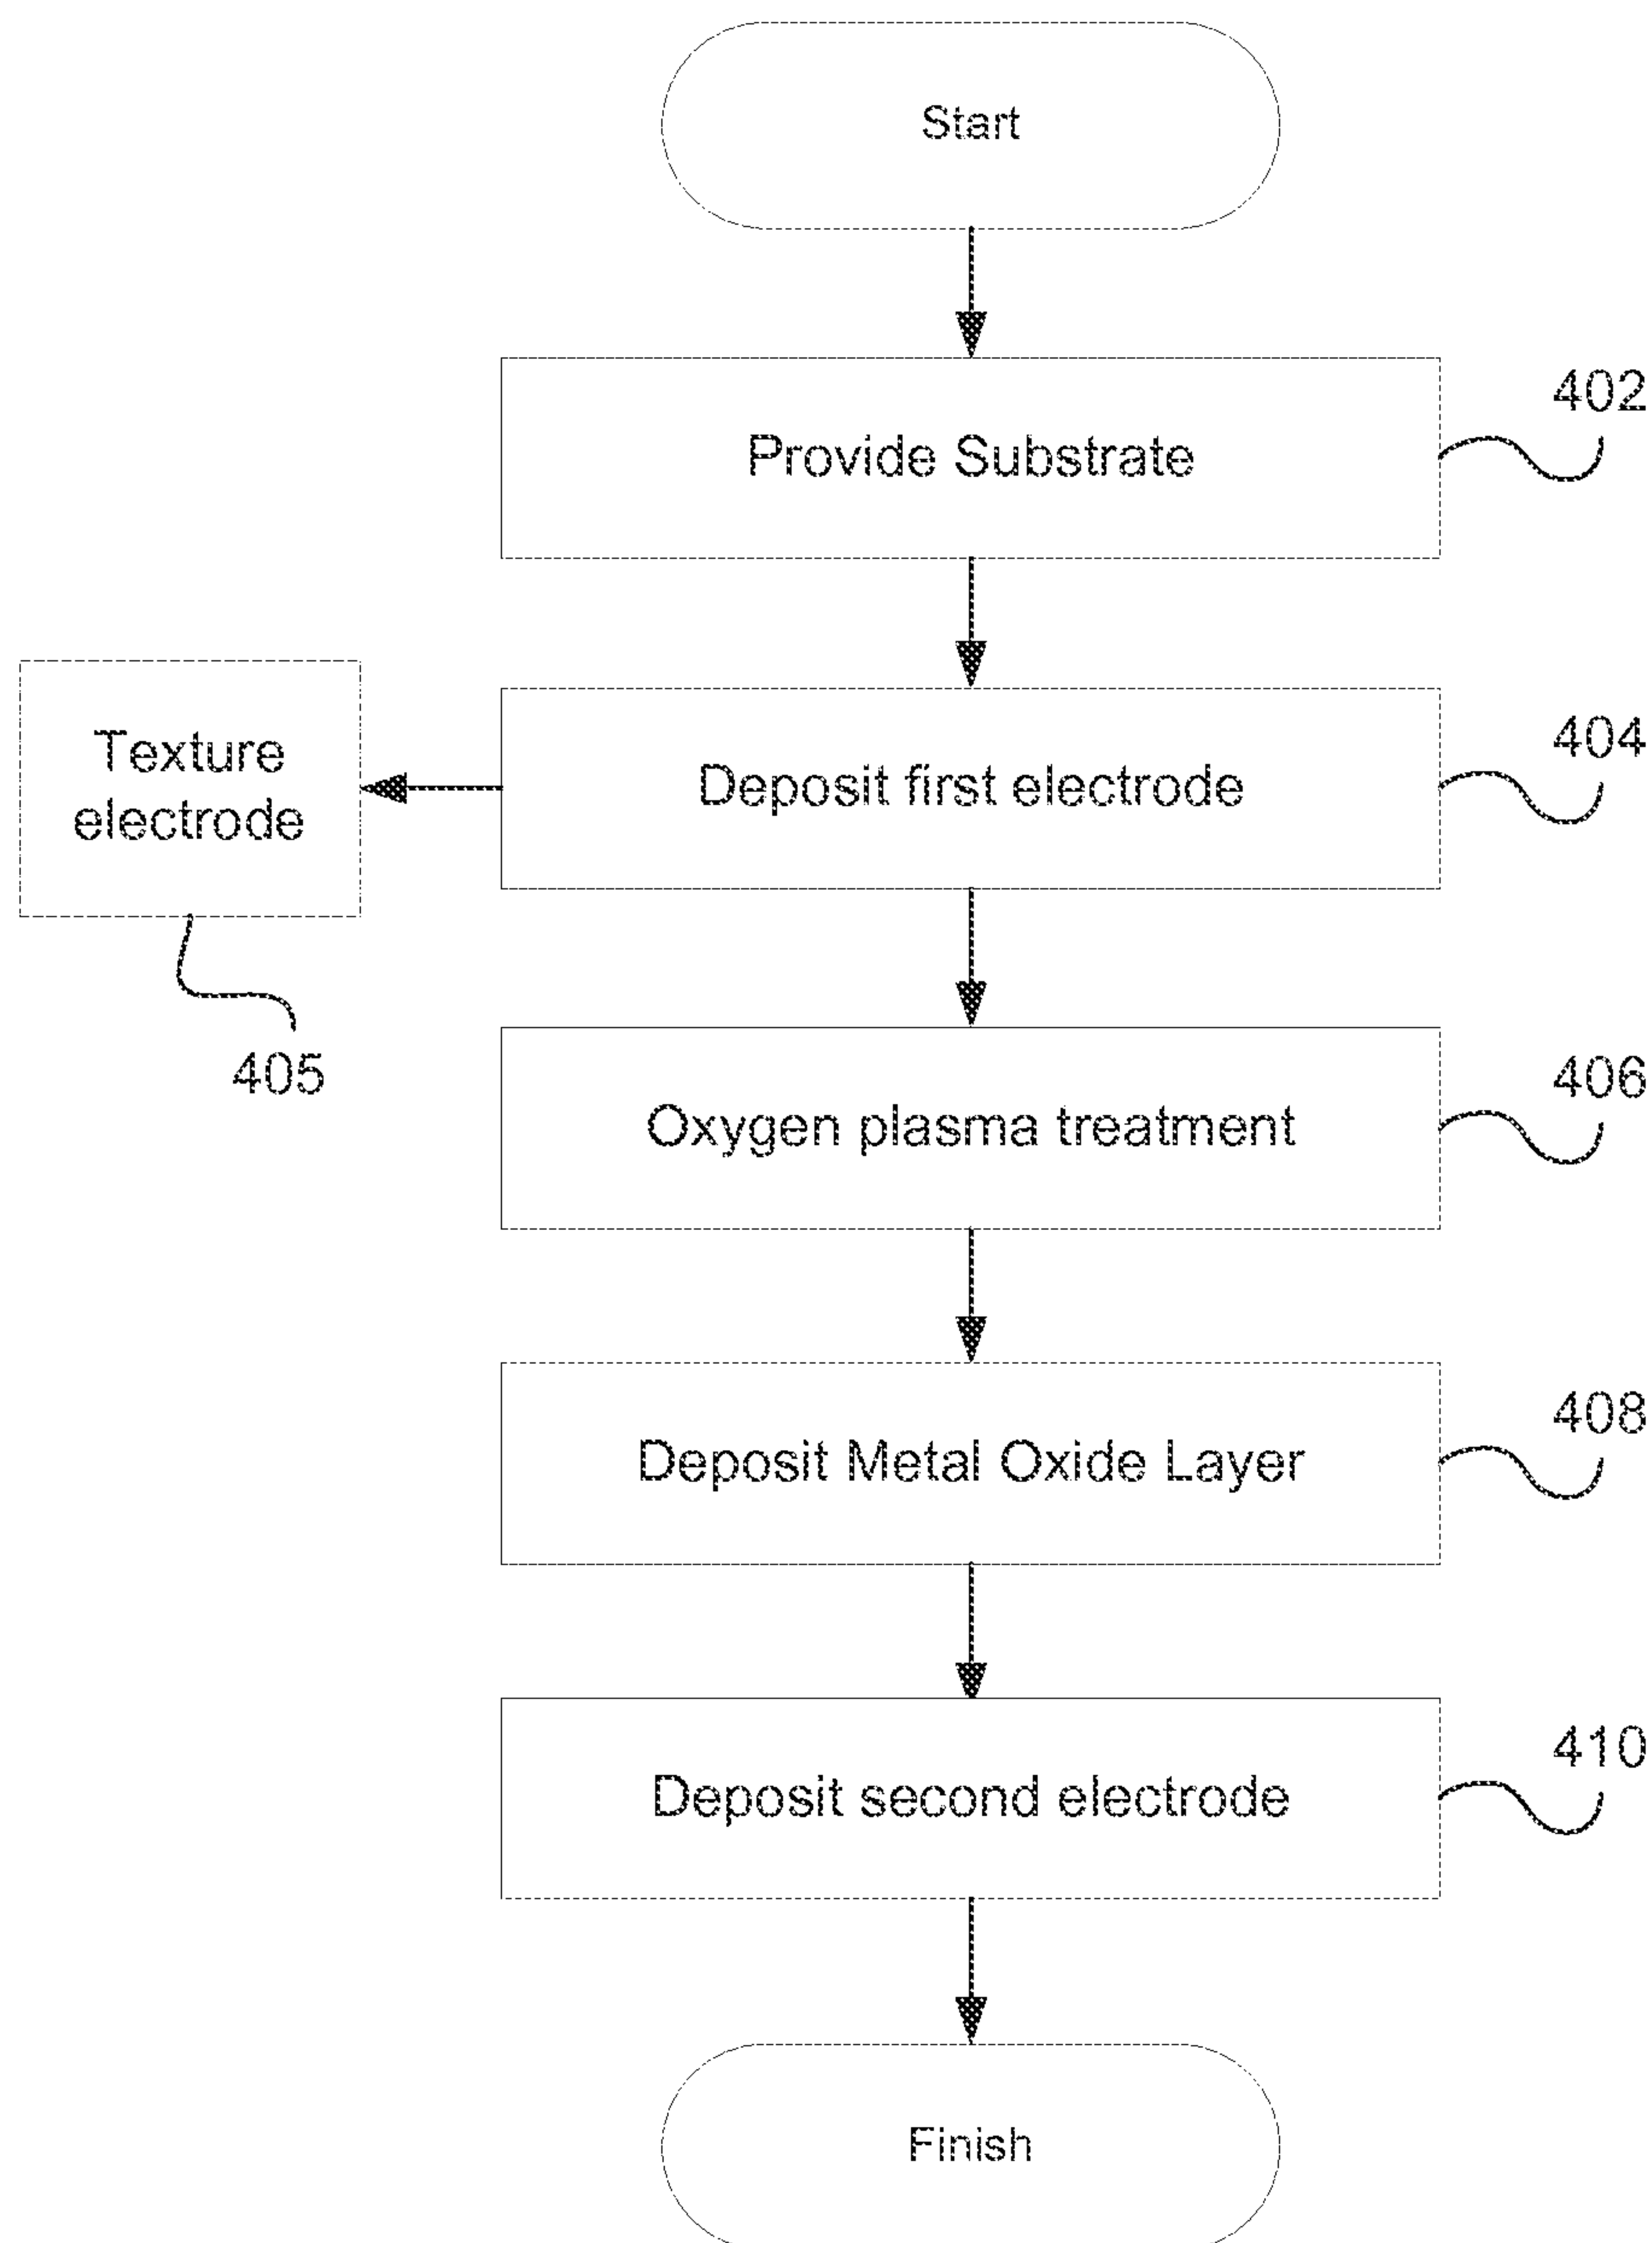 Start
Provide Substrate
402
Deposit first electrode
404
Texture
electrode
405
Oxygen plasma treatment
406
Deposit Metal Oxide Layer
408
Deposit second electrode
410
Finish